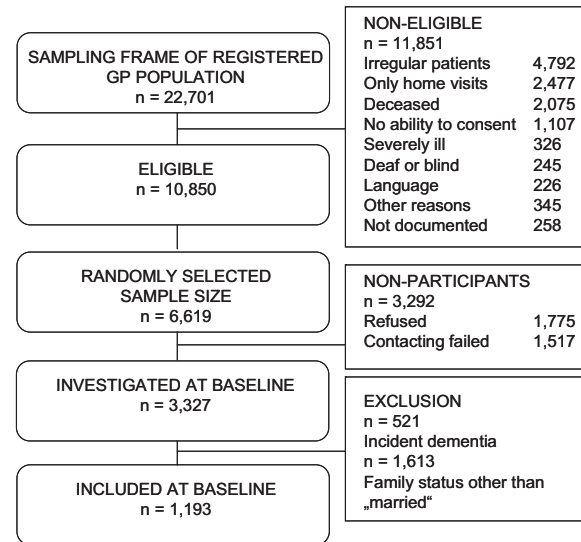 SAMPLING FRAME OF REGISTERED
GP POPULATION
n = 22,701
NON-ELIGIBLE
n = 11,851
Irregular patients 4,792
Only home visits 2,477
Deceased 2,075
No ability to consent 1,107
Severely ill 326
Deaf or blind 245
Language 226
Other reasons 345
Not documented 258
ELIGIBLE
n = 10,850
RANDOMLY SELECTED
SAMPLE SIZE
n = 6,619
NON-PARTICIPANTS
n = 3,292
Refused 1,775
Contacting failed 1,517
INVESTIGATED AT BASELINE
n = 3,327
EXCLUSION
n = 521
Incident dementia
n = 1,613
Family status other than
„married“
INCLUDED AT BASELINE
n = 1,193